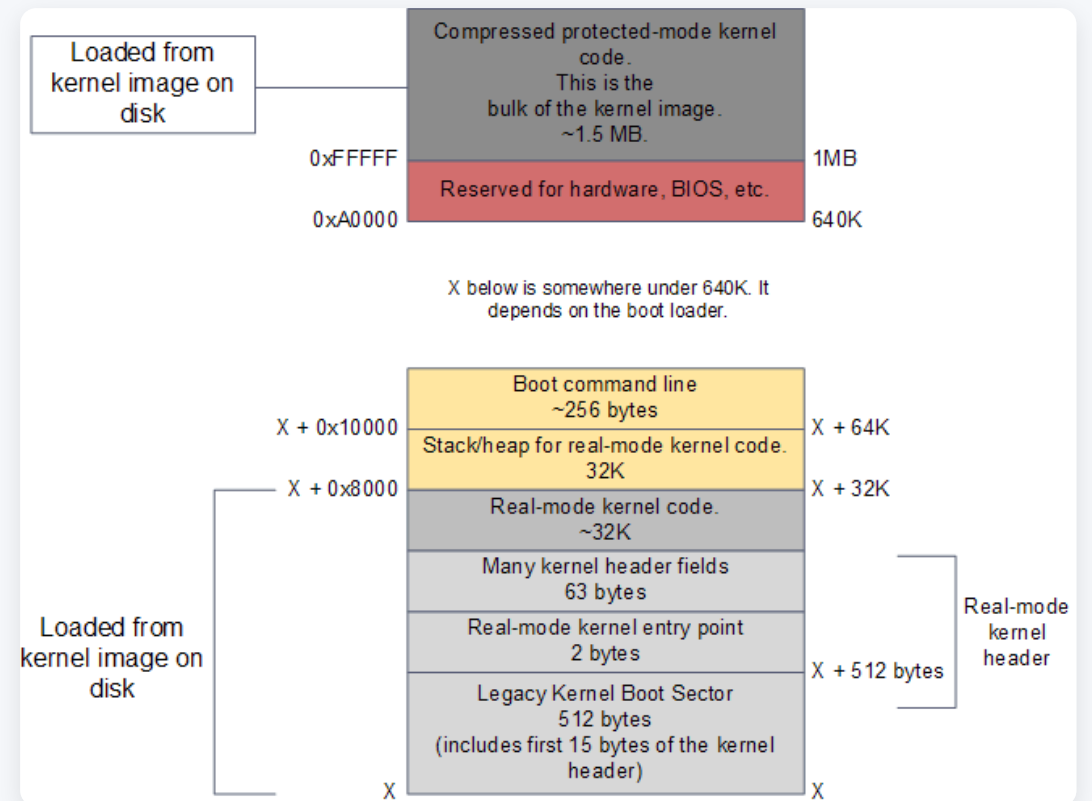 Loaded from
kernel image on
disk
Compressed protected-mode kernel
code.
This is the
bulk of the kernel image.
~1.5 MB.
0xFFFFF
1MB
Reserved for hardware, BIOS, etc.
0xA0000
640K
X below is somewhere under 640K. It
depends on the boot loader.
Boot command line
~256 bytes
X + 0x10000
X + 64K
Stack/heap for real-mode kernel code.
32K
X + 0x8000
X + 32K
Real-mode kernel code.
~32K
Many kernel header fields
63 bytes
Real-mode kernel entry point
2 bytes
Real-mode
kernel
header
Loaded from
kernel image on
disk
X + 512 bytes
Legacy Kernel Boot Sector
512 bytes
(includes first 15 bytes of the kernel
header)
X
X